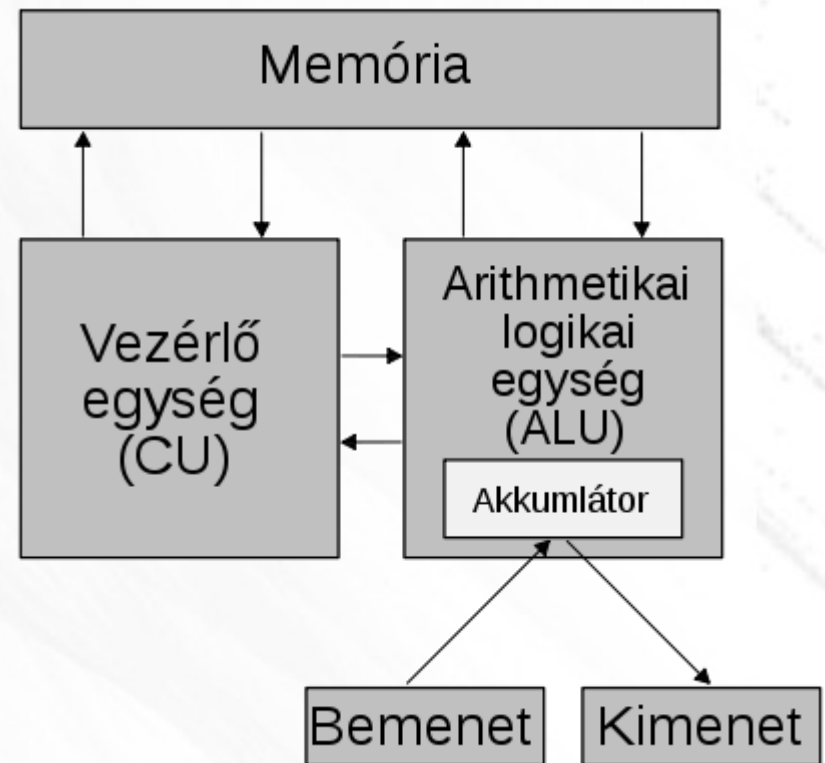 Memória
Vezérlő
egység
(CU)
Arithmetikai
logikai
egység
(ALU)
Akkumlátor
Bemenet
Kimenet